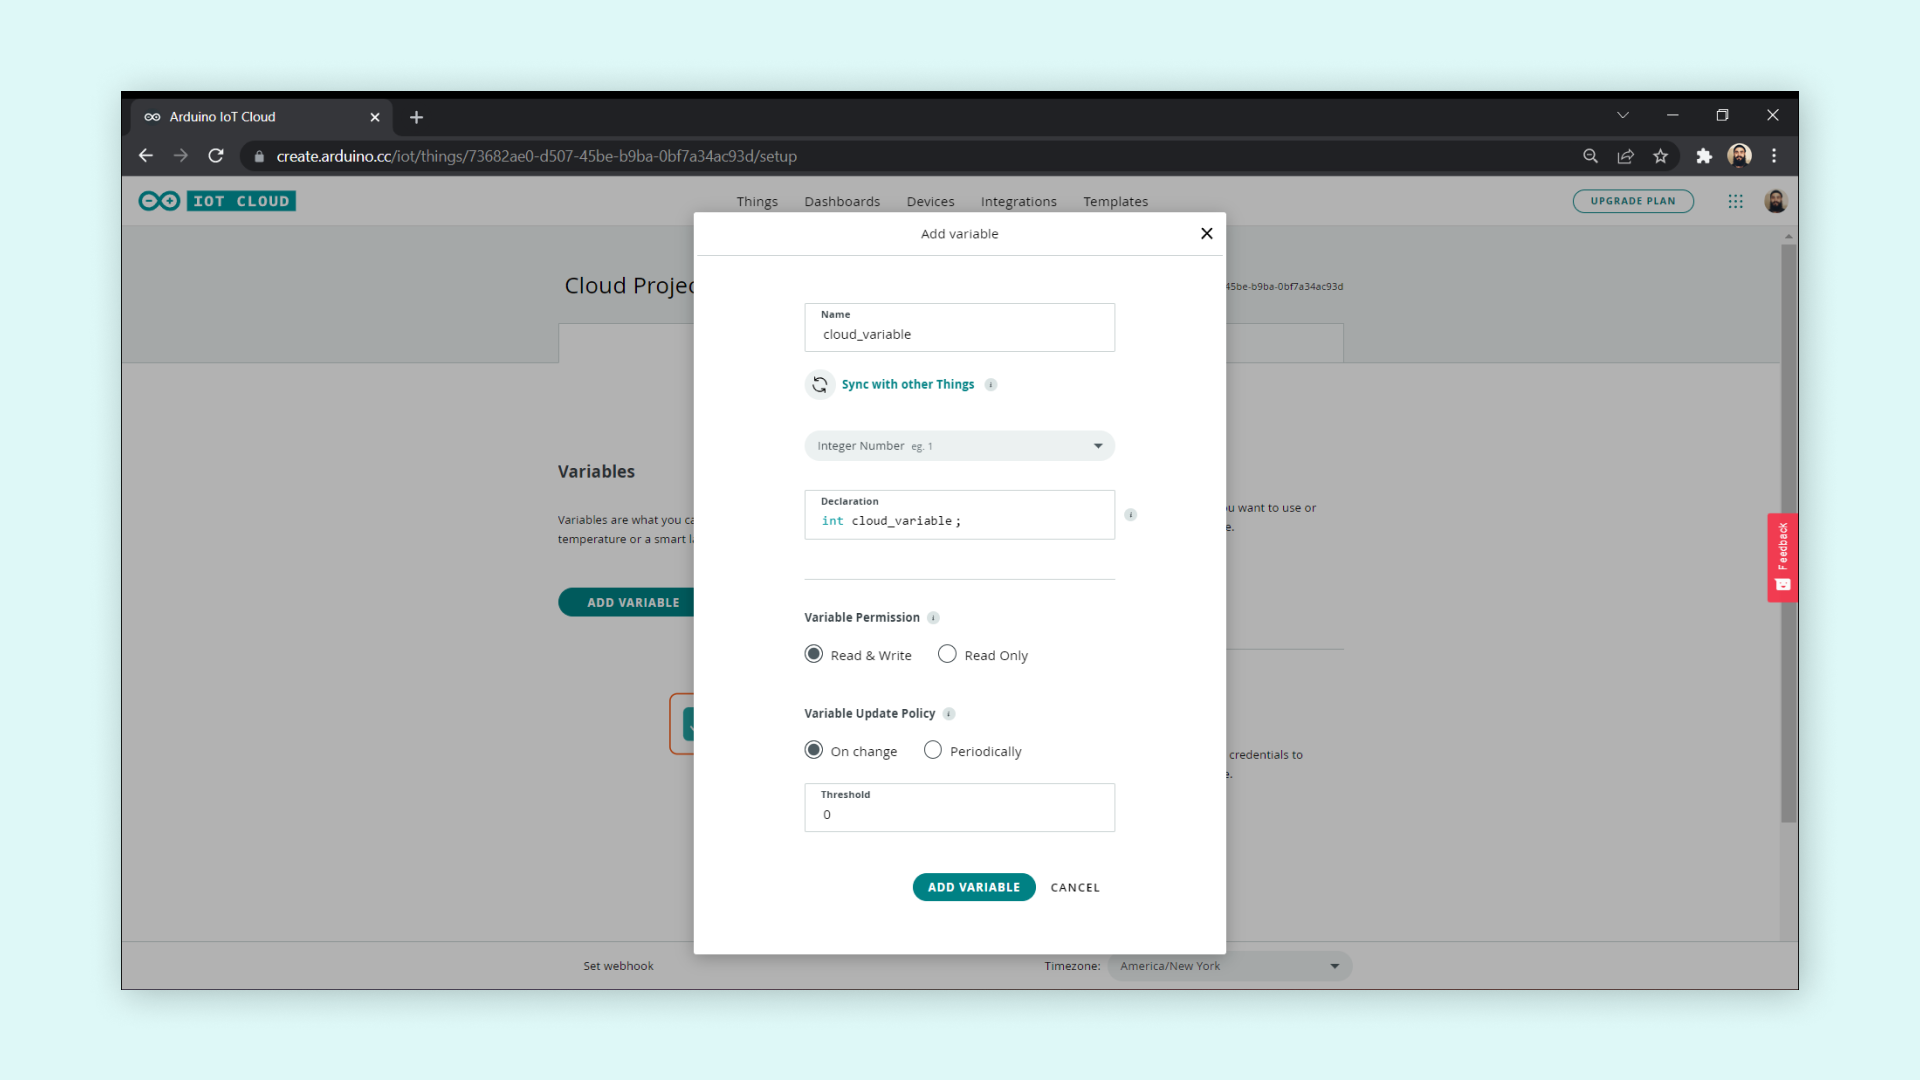 Arduino IoT Cloud
create.arduino.cc/iot/things/73682ae0-d507-45be-b9ba-0bf7a34ac93d/setup
IOT CLOUD
Things Dashboards Devices Integrations Templates
UPGRADE PLAN
Add variable
Cloud Projec
45be-b9ba-0bf7a34ac93d
Name
cloud_variable
Sync with other Things i
Integer Number eg. 1
Variables
Declaration
int cloud_variable;
i
Variables are what you ca
temperature or a smart la
u want to use or
e.
ADD VARIABLE
Feedback
Variable Permission i
Read & Write Read Only
Variable Update Policy i
On change Periodically
credentials to
e.
Threshold
0
ADD VARIABLE CANCEL
Set webhook
Timezone: America/New York